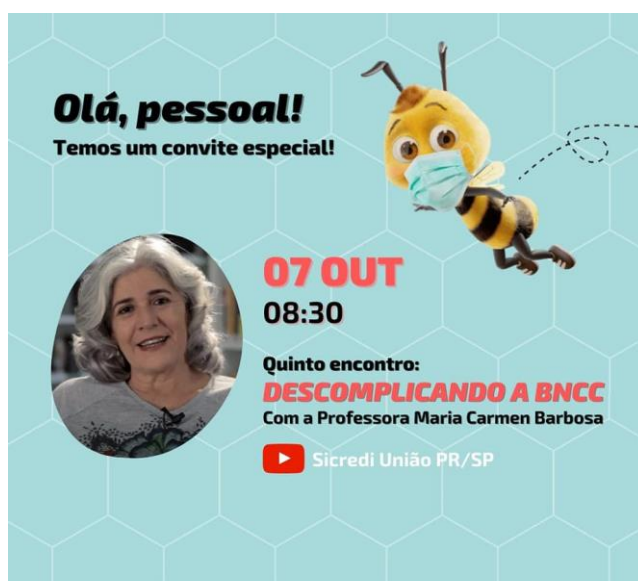 Olá, pessoal!
Temos um convite especial!
07 OUT
08:30
Quinto encontro:
DESCOMPLICANDO A BNCC
Com a Professora Maria Carmen Barbosa
Sicredi União PR/SP